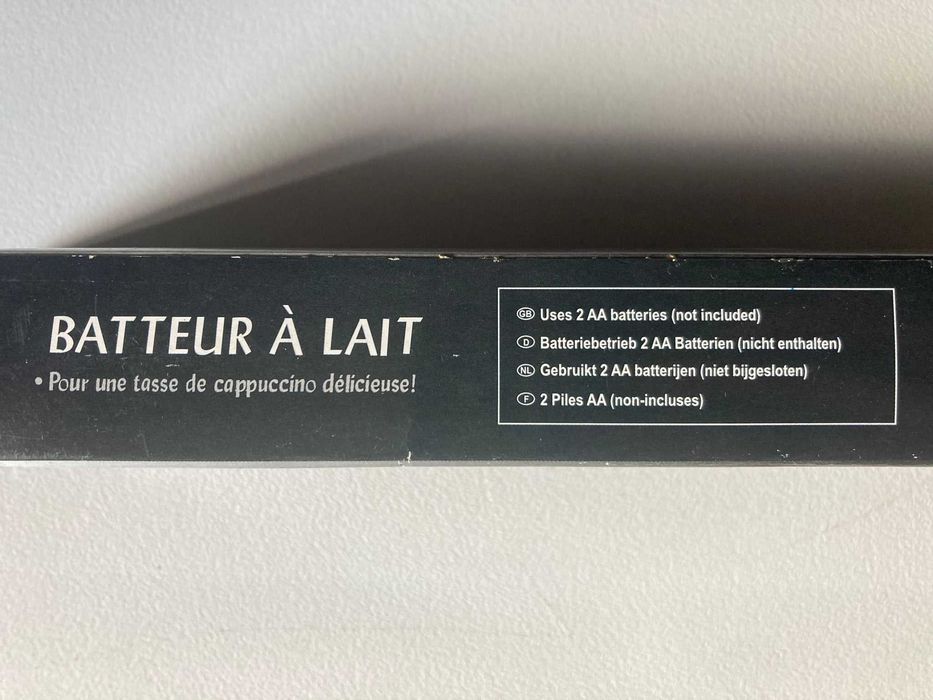 BATTEUR À LAIT
• Pour une tasse de cappuccino délicieuse!
GB Uses 2 AA batteries (not included)
D Batteriebetrieb 2 AA Batterien (nicht enthalten)
NL Gebruikt 2 AA batterijen (niet bijgesloten)
F 2 Piles AA (non-incluses)